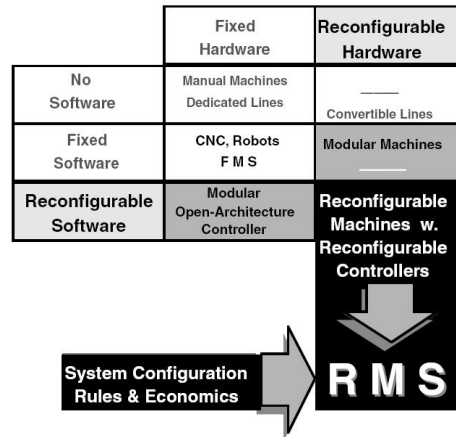 Fixed
Hardware
Reconfigurable
Hardware
No
Software
Manual Machines
Dedicated Lines
Convertible Lines
Fixed
Software
CNC, Robots
F M S
Modular Machines
Reconfigurable
Software
Modular
Open-Architecture
Controller
Reconfigurable
Machines w.
Reconfigurable
Controllers
System Configuration
Rules & Economics
R M S